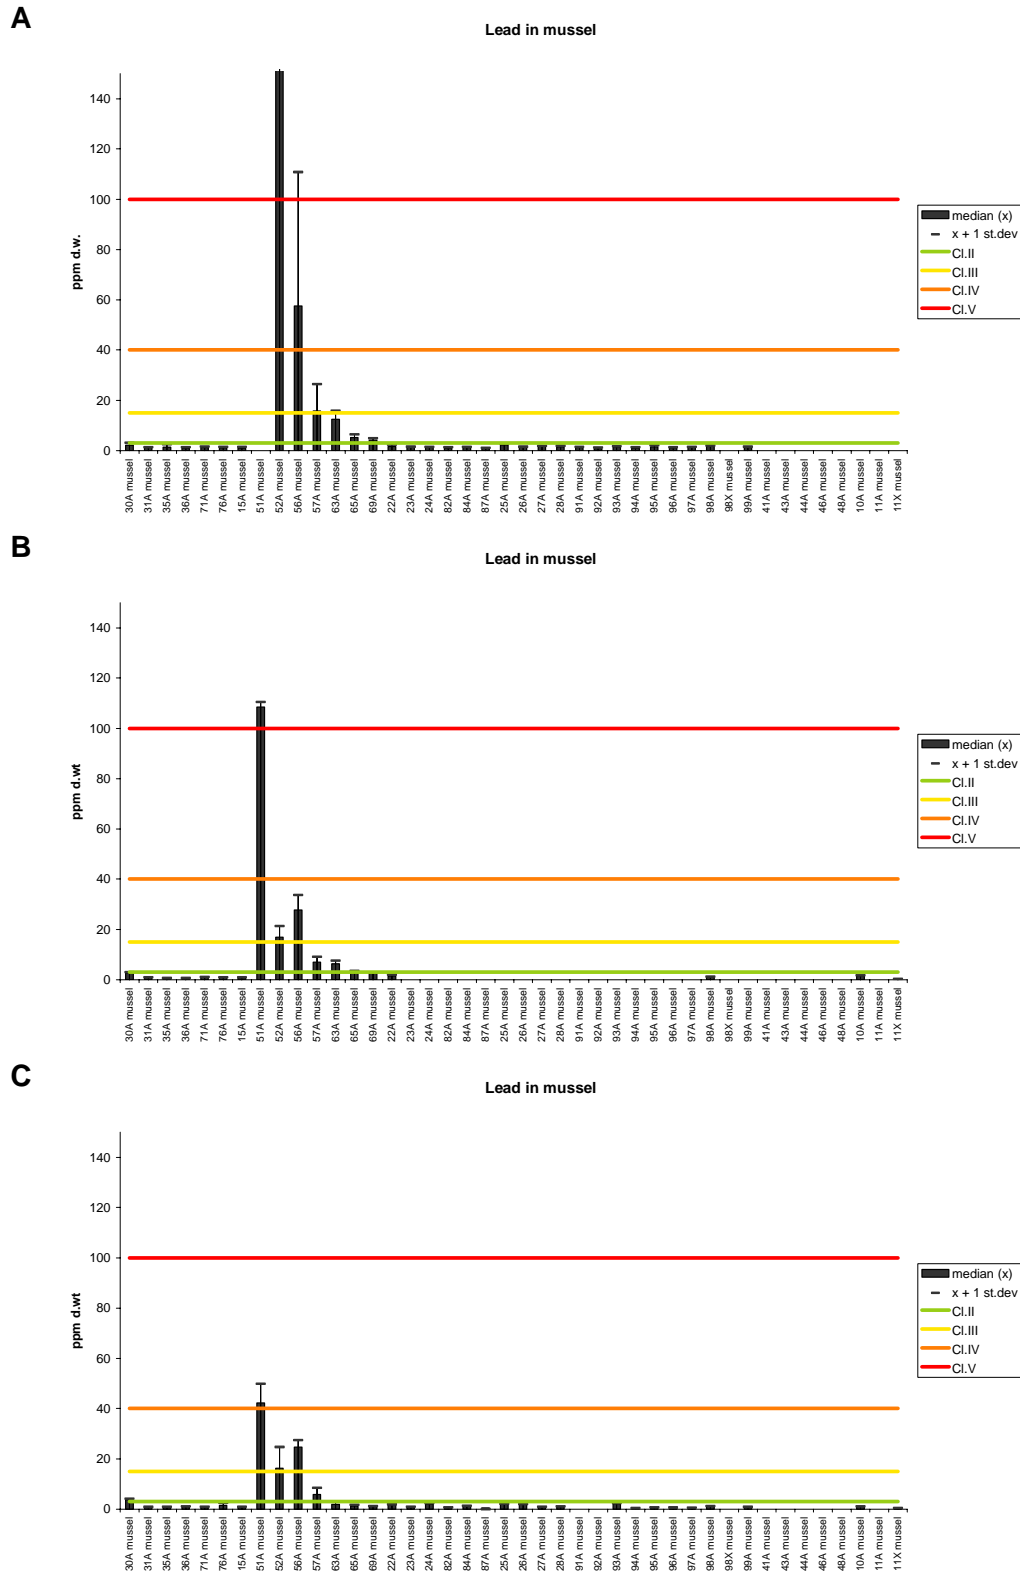 A
Lead in mussel
ppm d.w.
140
120
100
80
60
40
20
0
30A mussel
31A mussel
35A mussel
36A mussel
71A mussel
76A mussel
15A mussel
51A mussel
52A mussel
56A mussel
57A mussel
63A mussel
65A mussel
69A mussel
22A mussel
23A mussel
24A mussel
82A mussel
84A mussel
87A mussel
25A mussel
26A mussel
27A mussel
28A mussel
91A mussel
92A mussel
93A mussel
94A mussel
95A mussel
96A mussel
97A mussel
98A mussel
98X mussel
99A mussel
41A mussel
43A mussel
44A mussel
46A mussel
48A mussel
10A mussel
11A mussel
11X mussel
median (x)
x + 1 st.dev
Cl.II
Cl.III
Cl.IV
Cl.V
B
Lead in mussel
ppm d.wt
140
120
100
80
60
40
20
0
30A mussel
31A mussel
35A mussel
36A mussel
71A mussel
76A mussel
15A mussel
51A mussel
52A mussel
56A mussel
57A mussel
63A mussel
65A mussel
69A mussel
22A mussel
23A mussel
24A mussel
82A mussel
84A mussel
87A mussel
25A mussel
26A mussel
27A mussel
28A mussel
91A mussel
92A mussel
93A mussel
94A mussel
95A mussel
96A mussel
97A mussel
98A mussel
98X mussel
99A mussel
41A mussel
43A mussel
44A mussel
46A mussel
48A mussel
10A mussel
11A mussel
11X mussel
median (x)
x + 1 st.dev
Cl.II
Cl.III
Cl.IV
Cl.V
C
Lead in mussel
ppm d.wt
140
120
100
80
60
40
20
0
30A mussel
31A mussel
35A mussel
36A mussel
71A mussel
76A mussel
15A mussel
51A mussel
52A mussel
56A mussel
57A mussel
63A mussel
65A mussel
69A mussel
22A mussel
23A mussel
24A mussel
82A mussel
84A mussel
87A mussel
25A mussel
26A mussel
27A mussel
28A mussel
91A mussel
92A mussel
93A mussel
94A mussel
95A mussel
96A mussel
97A mussel
98A mussel
98X mussel
99A mussel
41A mussel
43A mussel
44A mussel
46A mussel
48A mussel
10A mussel
11A mussel
11X mussel
median (x)
x + 1 st.dev
Cl.II
Cl.III
Cl.IV
Cl.V